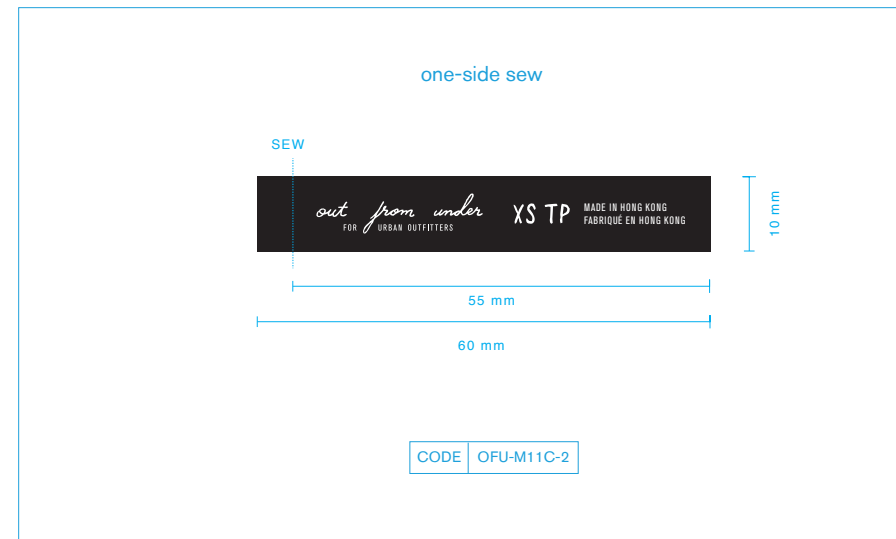 one-side sew
SEW
out from under
FOR URBAN OUTFITTERS
XS TP
MADE IN HONG KONG
FABRIQUÉ EN HONG KONG
10 mm
55 mm
60 mm
CODE OFU-M11C-2